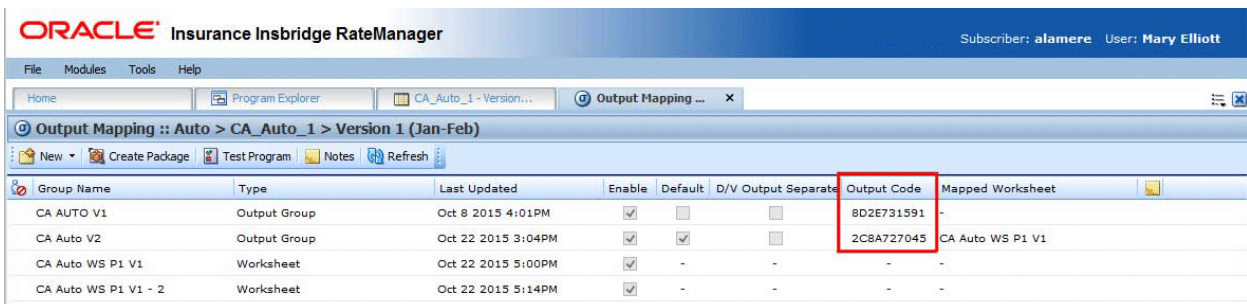 ORACLE Insurance Insbridge RateManager
Subscriber: alamere User: Mary Elliott
File Modules Tools Help
Home Program Explorer CA_Auto_1 - Version... Output Mapping ... x
Output Mapping :: Auto > CA_Auto_1 > Version 1 (Jan-Feb)
New Create Package Test Program Notes Refresh
Group Name Type Last Updated Enable Default D/V Output Separate Output Code Mapped Worksheet
CA AUTO V1 Output Group Oct 8 2015 4:01PM 8D2E731591 -
CA Auto V2 Output Group Oct 22 2015 3:04PM 2C8A727045 CA Auto WS P1 V1
CA Auto WS P1 V1 Worksheet Oct 22 2015 5:00PM - - - -
CA Auto WS P1 V1 - 2 Worksheet Oct 22 2015 5:14PM - - - -